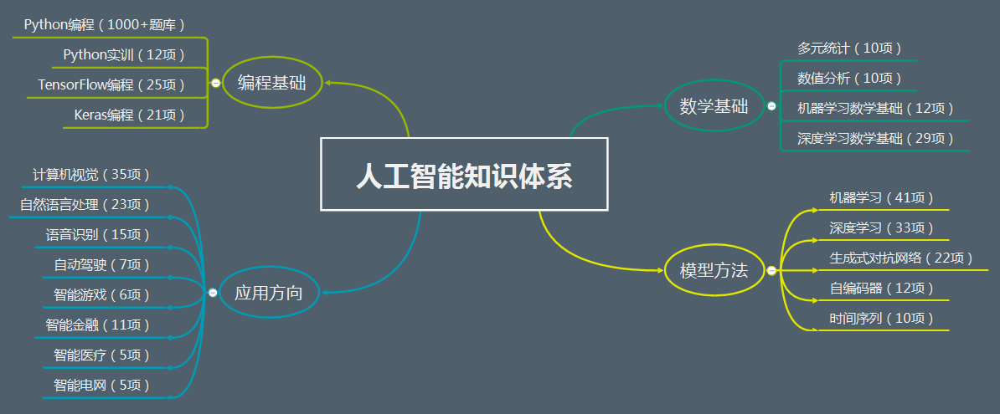 人工智能知识体系
编程基础
Python编程（1000+题库）
Python实训（12项）
TensorFlow编程（25项）
Keras编程（21项）
数学基础
多元统计（10项）
数值分析（10项）
机器学习数学基础（12项）
深度学习数学基础（29项）
应用方向
计算机视觉（35项）
自然语言处理（23项）
语音识别（15项）
自动驾驶（7项）
智能游戏（6项）
智能金融（11项）
智能医疗（5项）
智能电网（5项）
模型方法
机器学习（41项）
深度学习（33项）
生成式对抗网络（22项）
自编码器（12项）
时间序列（10项）